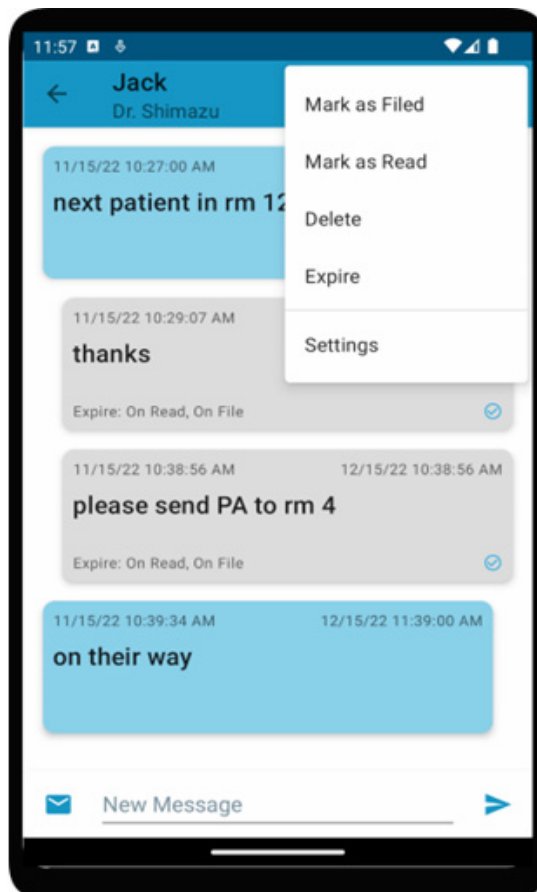 11:57
Jack
Dr. Shimazu
Mark as Filed
Mark as Read
Delete
Expire
Settings
11/15/22 10:27:00 AM
next patient in rm 12
11/15/22 10:29:07 AM
thanks
Expire: On Read, On File
11/15/22 10:38:56 AM 12/15/22 10:38:56 AM
please send PA to rm 4
Expire: On Read, On File
11/15/22 10:39:34 AM 12/15/22 11:39:00 AM
on their way
New Message